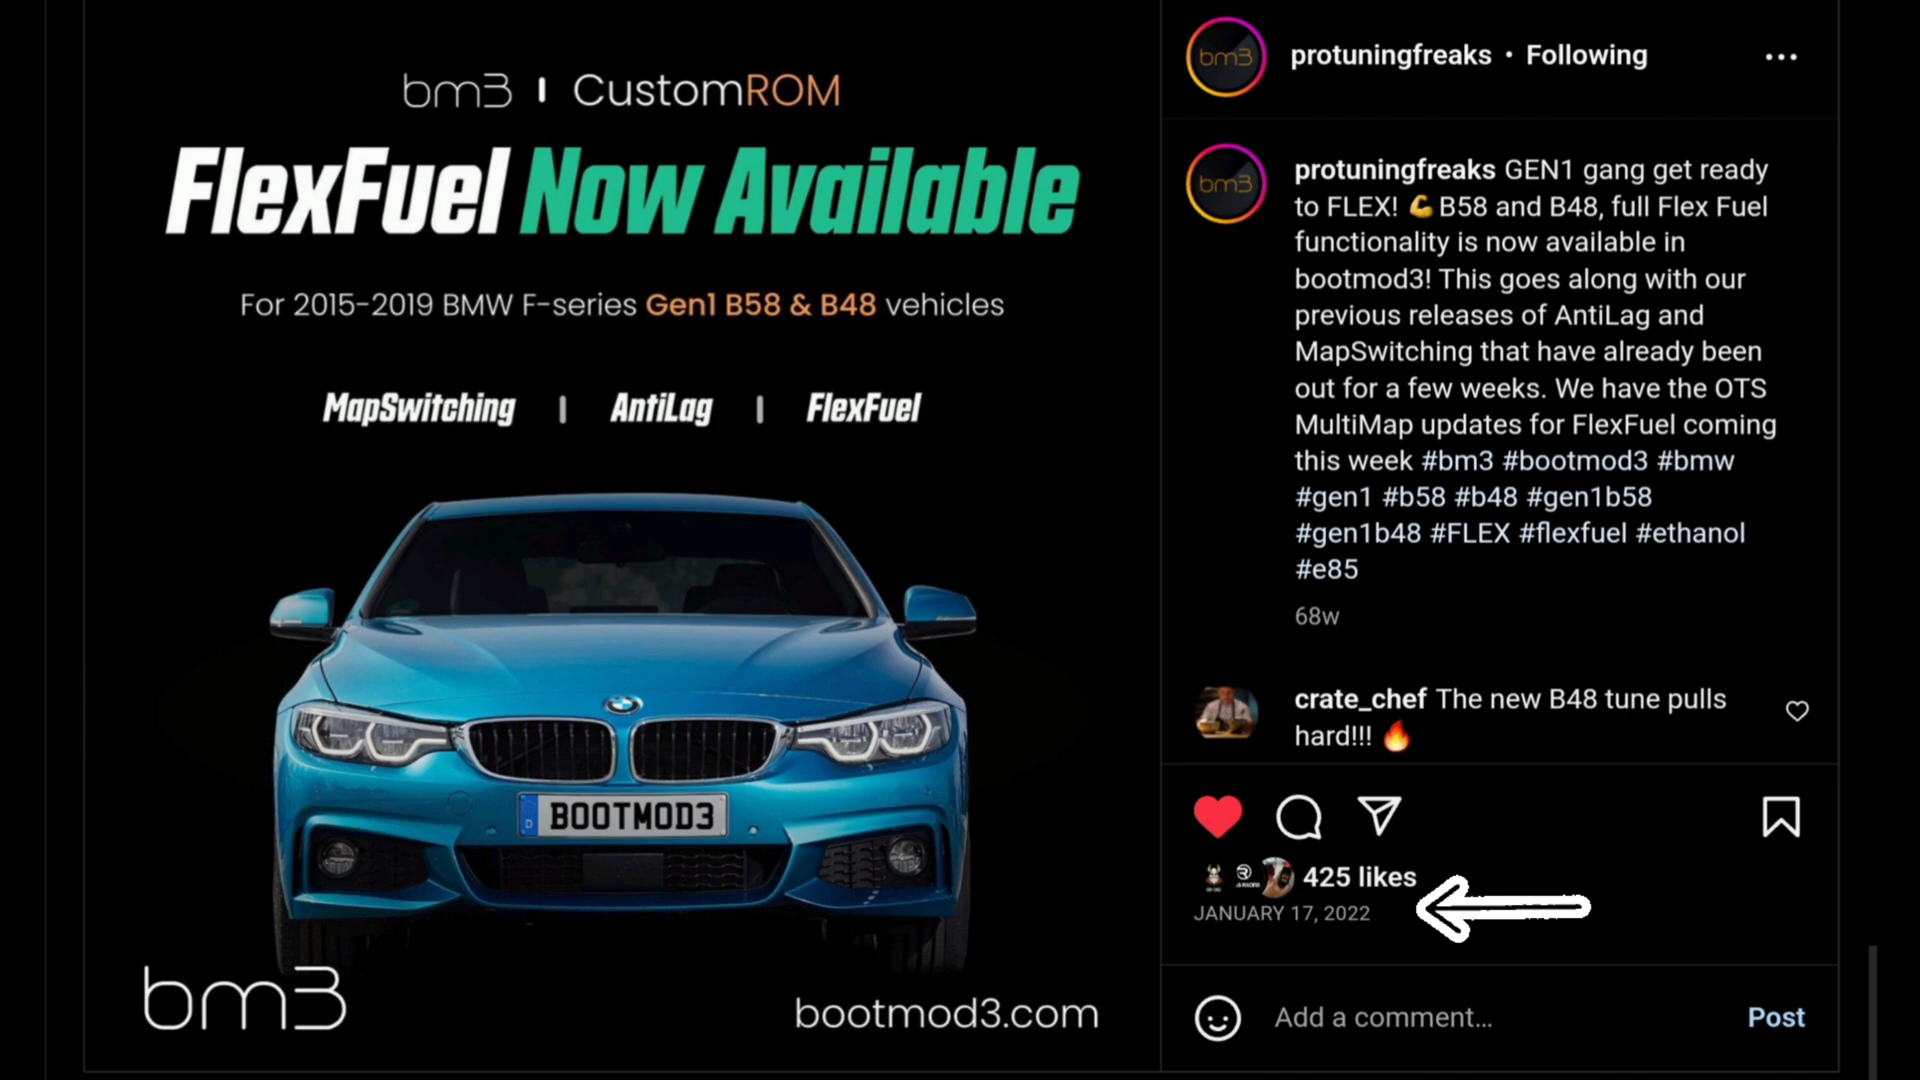 bm3 | CustomROM
FlexFuel Now Available
For 2015-2019 BMW F-series Gen1 B58 & B48 vehicles
MapSwitching | AntiLag | FlexFuel
D BOOTMOD3
bm3
bootmod3.com
bm3
protuningfreaks • Following
bm3
protuningfreaks GEN1 gang get ready
to FLEX! 💪 B58 and B48, full Flex Fuel
functionality is now available in
bootmod3! This goes along with our
previous releases of AntiLag and
MapSwitching that have already been
out for a few weeks. We have the OTS
MultiMap updates for FlexFuel coming
this week #bm3 #bootmod3 #bmw
#gen1 #b58 #b48 #gen1b58
#gen1b48 #FLEX #flexfuel #ethanol
#e85
68w
crate_chef The new B48 tune pulls
hard!!! 🔥
425 likes
JANUARY 17, 2022
Add a comment...
Post